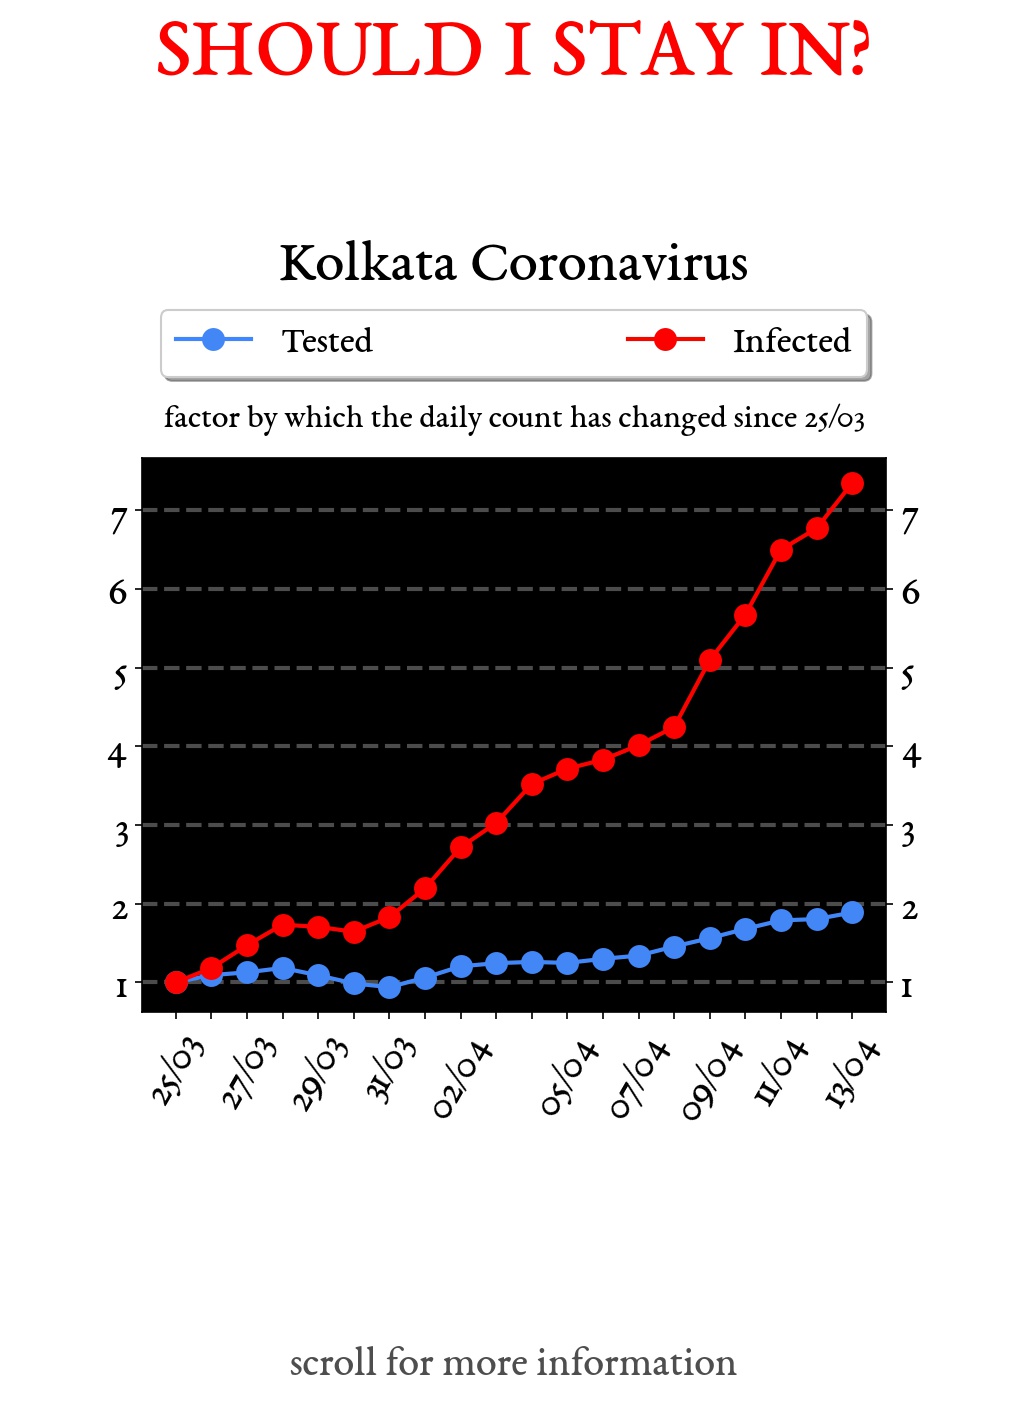 SHOULD I STAY IN?
Kolkata Coronavirus
Tested Infected
factor by which the daily count has changed since 25/03
7 7
6 6
5 5
4 4
3 3
2 2
1 1
25/03 27/03 29/03 31/03 02/04 05/04 07/04 09/04 11/04 13/04
scroll for more information